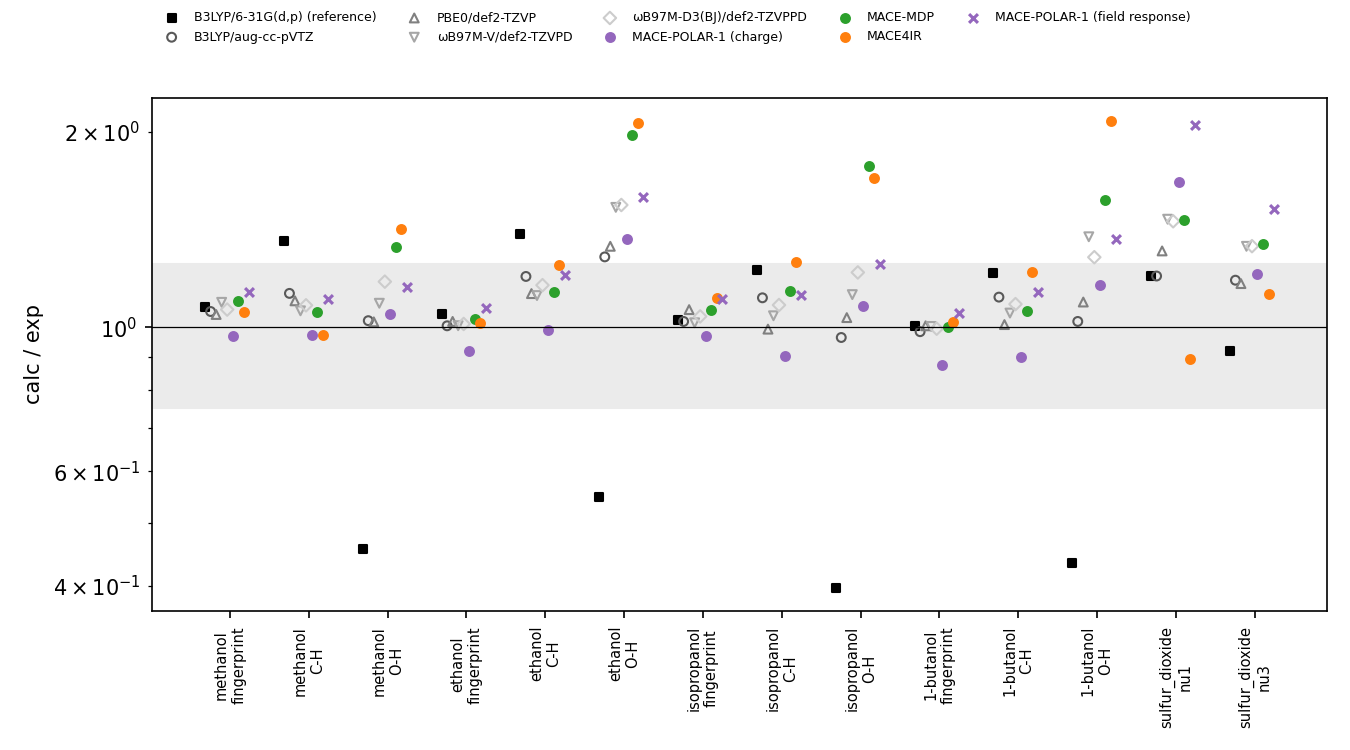 B3LYP/6-31G(d,p) (reference)
B3LYP/aug-cc-pVTZ
PBE0/def2-TZVP
ωB97M-V/def2-TZVPD
ωB97M-D3(BJ)/def2-TZVPPD
MACE-POLAR-1 (charge)
MACE-MDP
MACE4IR
MACE-POLAR-1 (field response)
calc / exp
2 × 10⁰
10⁰
6 × 10⁻¹
4 × 10⁻¹
methanol
fingerprint
methanol
C-H
methanol
O-H
ethanol
fingerprint
ethanol
C-H
ethanol
O-H
isopropanol
fingerprint
isopropanol
C-H
isopropanol
O-H
1-butanol
fingerprint
1-butanol
C-H
1-butanol
O-H
sulfur_dioxide
nu1
sulfur_dioxide
nu3